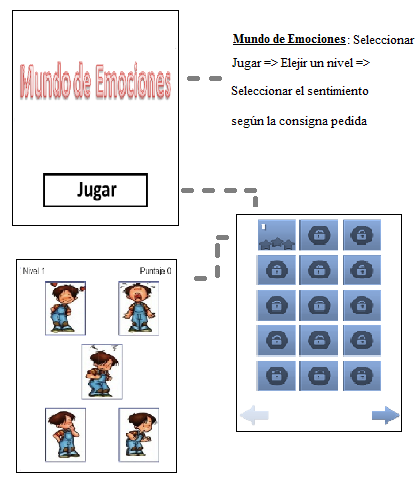 Mundo de Emociones
Jugar
Mundo de Emociones: Seleccionar
Jugar => Elejir un nivel =>
Seleccionar el sentimiento
según la consigna pedida
Nivel 1 Puntaje 0